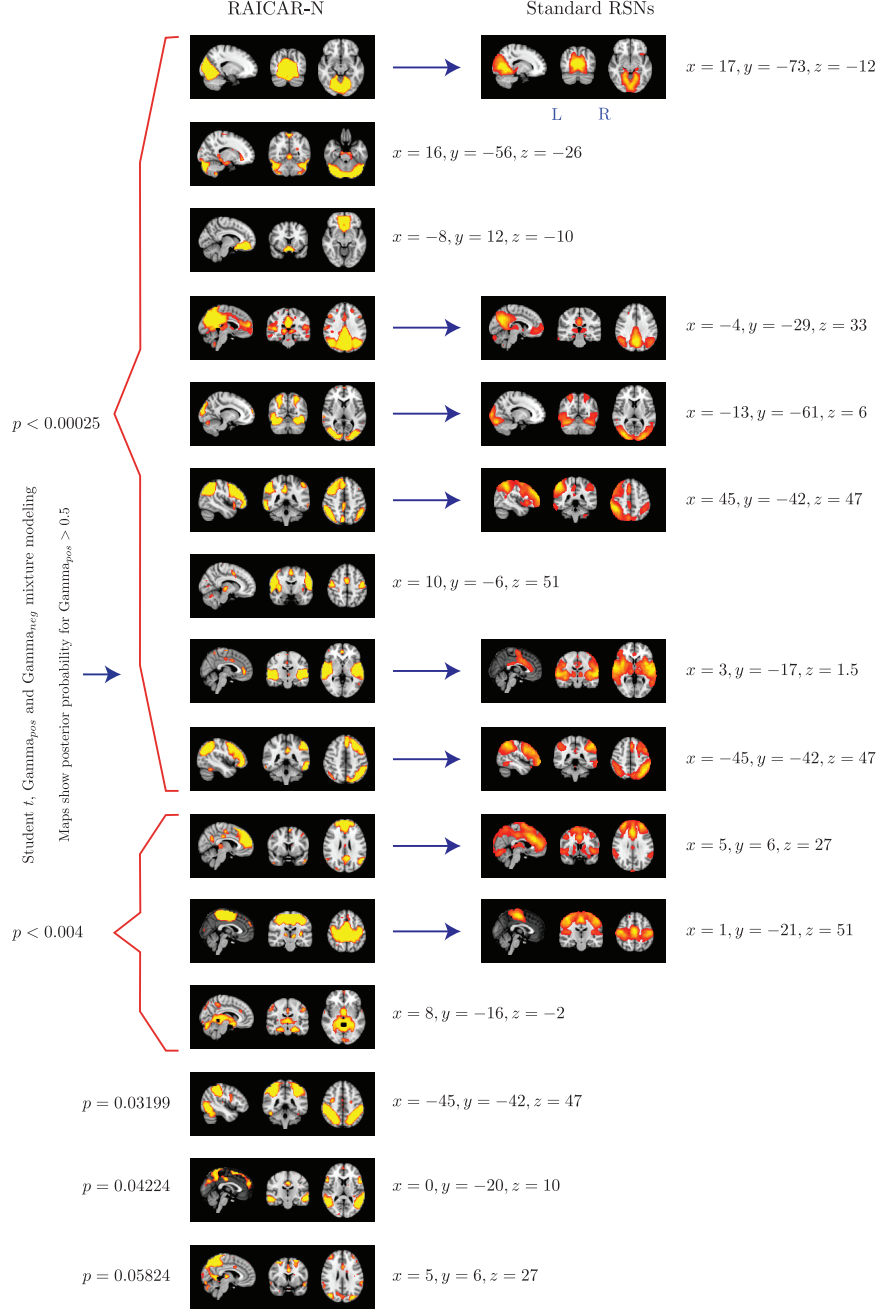 RAICAR-N
Standard RSNs
x = 17, y = −73, z = −12
L R
x = 16, y = −56, z = −26
x = −8, y = 12, z = −10
x = −4, y = −29, z = 33
p < 0.00025
x = −13, y = −61, z = 6
x = 45, y = −42, z = 47
Student t, Gamma_pos and Gamma_neg mixture modeling
Maps show posterior probability for Gamma_pos > 0.5
x = 10, y = −6, z = 51
x = 3, y = −17, z = 1.5
x = −45, y = −42, z = 47
x = 5, y = 6, z = 27
p < 0.004
x = 1, y = −21, z = 51
x = 8, y = −16, z = −2
p = 0.03199
x = −45, y = −42, z = 47
p = 0.04224
x = 0, y = −20, z = 10
p = 0.05824
x = 5, y = 6, z = 27